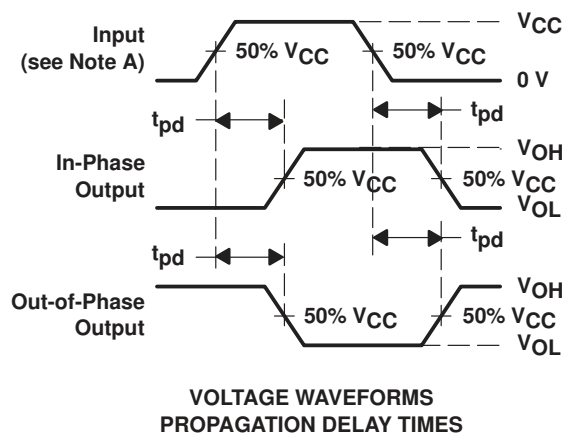 VCC
Input
(see Note A)
50% VCC
50% VCC
0 V
tpd
tpd
In-Phase
Output
VOH
50% VCC
50% VCC
VOL
tpd
tpd
Out-of-Phase
Output
VOH
50% VCC
50% VCC
VOL
VOLTAGE WAVEFORMS
PROPAGATION DELAY TIMES